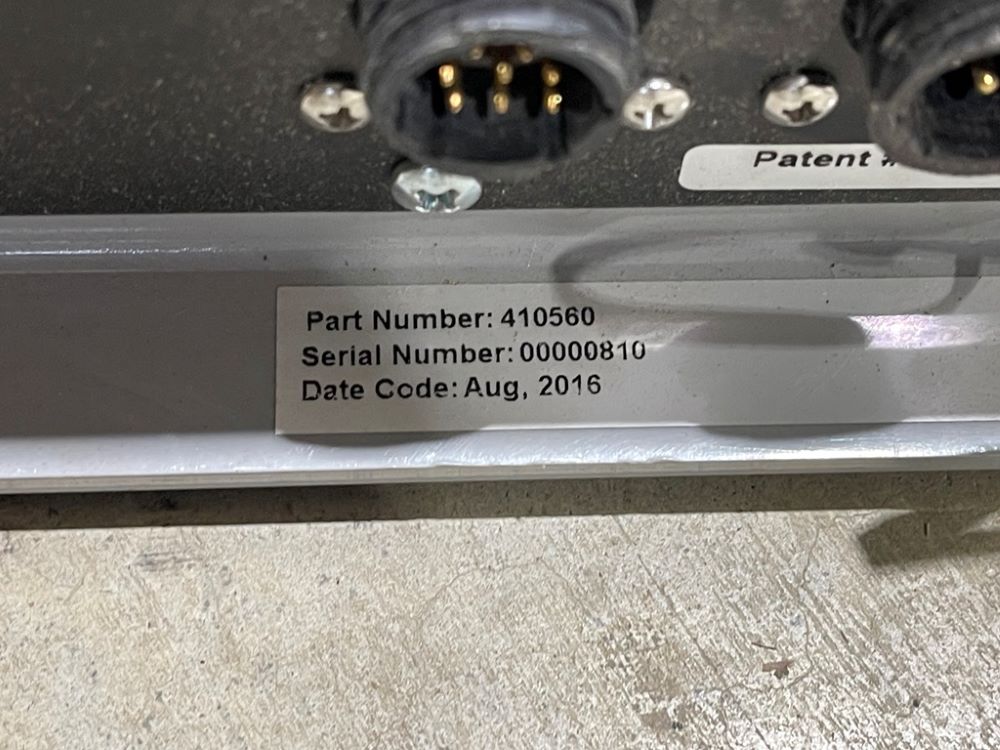 Patent #
Part Number: 410560
Serial Number: 00000810
Date Code: Aug, 2016